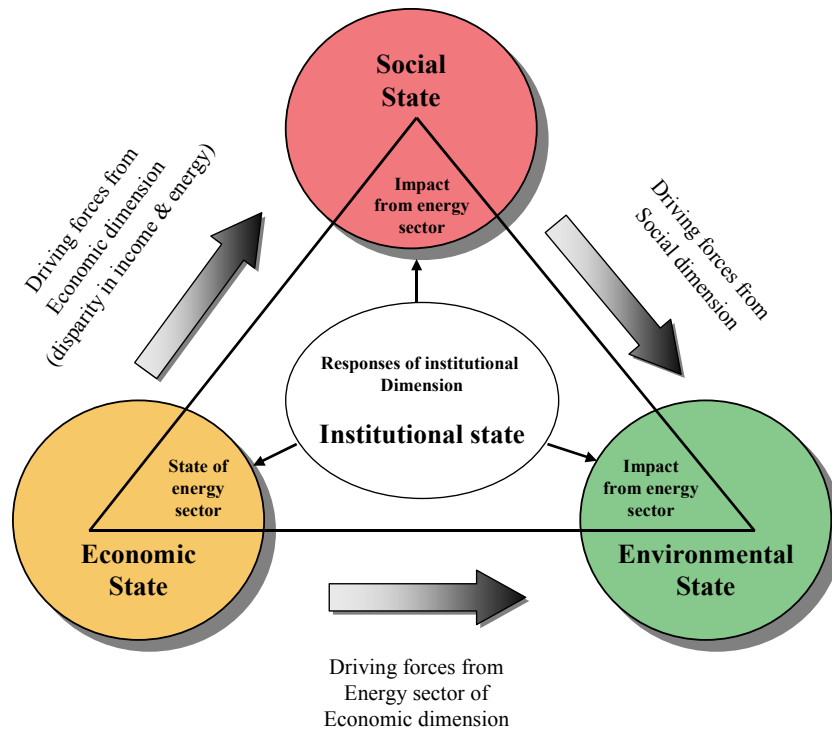 Social
State
Impact
from energy
sector
Driving forces from
Economic dimension
(disparity in income & energy)
Driving forces from
Social dimension
Responses of institutional
Dimension
Institutional state
State of
energy
sector
Economic
State
Impact
from energy
sector
Environmental
State
Driving forces from
Energy sector of
Economic dimension